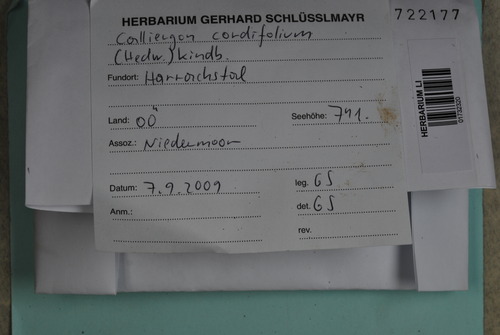 HERBARIUM GERHARD SCHLÜSSLMAYR
722177
Calliergon cordifolium
(Hedw.) kindb.
Fundort: Harrachstal
Land: OÖ Seehöhe: 791.
Assoz.: Niedermoor
Datum: 7.9.2009 leg. GS
Anm.: det. GS
rev.
HERBARIUM LI